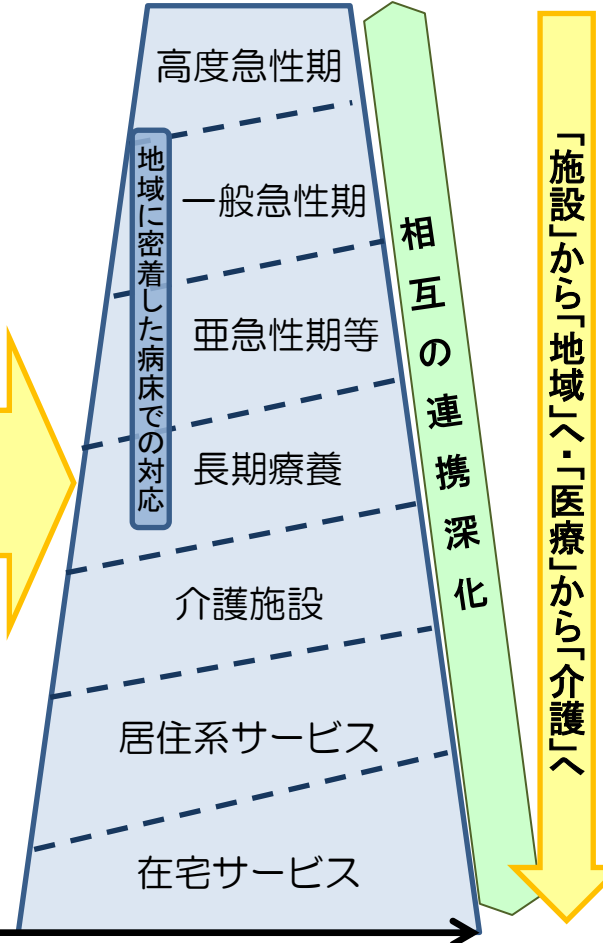 高度急性期
一般急性期
亜急性期等
長期療養
介護施設
居住系サービス
在宅サービス
地域に密着した病床での対応
相互の連携深化
「施設」から「地域」へ・「医療」から「介護」へ